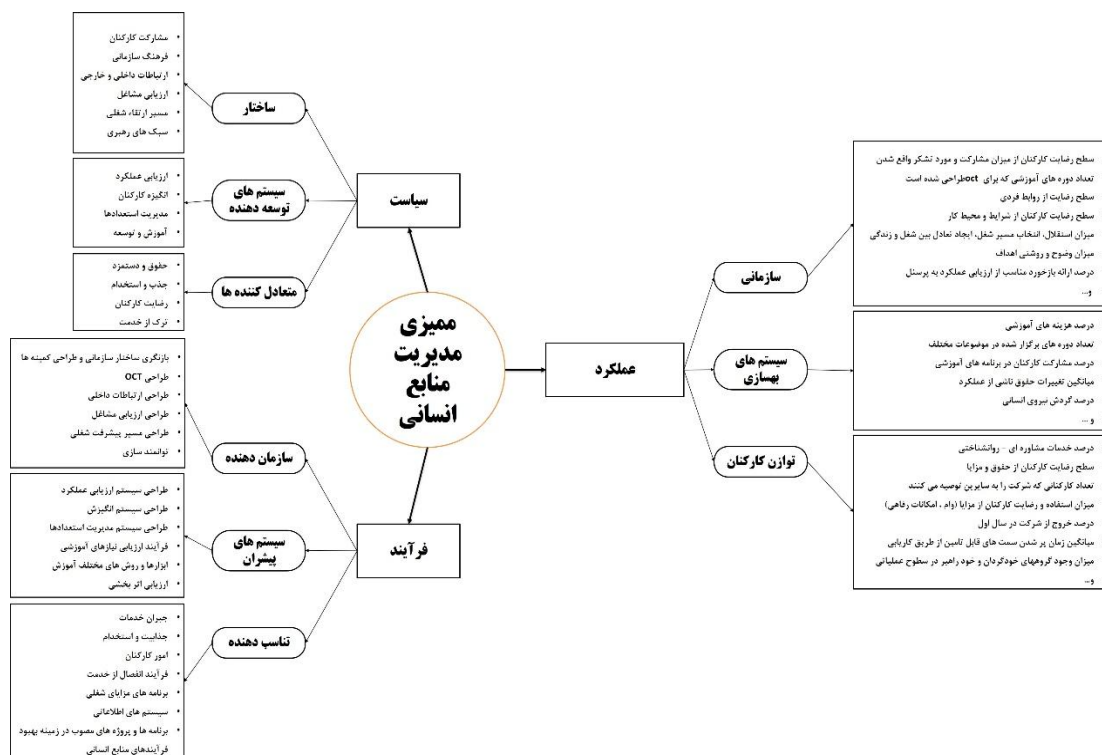 ممیزی
مدیریت
منابع
انسانی
سیاست
ساختار
• مشارکت کارکنان
• فرهنگ سازمانی
• ارتباطات داخلی و خارجی
• ارزیابی مشاغل
• مسیر ارتقاء شغلی
• سبک های رهبری
سیستم های
توسعه دهنده
• ارزیابی عملکرد
• انگیزه کارکنان
• مدیریت استعدادها
• آموزش و توسعه
متعادل کننده ها
• حقوق و دستمزد
• جذب و استخدام
• رضایت کارکنان
• ترک از خدمت
فرآیند
سازمان دهنده
• بازنگری ساختار سازمانی و طراحی کمیته ها
• طراحی OCT
• طراحی ارتباطات داخلی
• طراحی ارزیابی مشاغل
• طراحی مسیر پیشرفت شغلی
• توانمند سازی
سیستم های
پیشران
• طراحی سیستم ارزیابی عملکرد
• طراحی سیستم انگیزش
• طراحی سیستم مدیریت استعدادها
• فرآیند ارزیابی نیازهای آموزشی
• ابزارها و روش های مختلف آموزش
• ارزیابی اثر بخشی
تناسب دهنده
• جبران خدمات
• جذابیت و استخدام
• امور کارکنان
• فرآیند انفصال از خدمت
• برنامه های مزایای شغلی
• سیستم های اطلاعاتی
• برنامه ها و پروژه های مصوب در زمینه بهبود
فرآیندهای منابع انسانی
عملکرد
سازمانی
سطح رضایت کارکنان از میزان مشارکت و مورد تشکر واقع شدن
تعداد دوره های آموزشی که برای octطراحی شده است
سطح رضایت از روابط فردی
سطح رضایت کارکنان از شرایط و محیط کار
میزان استقلال، انتخاب مسیر شغل، ایجاد تعادل بین شغل و زندگی
میزان وضوح و روشنی اهداف
درصد ارائه بازخورد مناسب از ارزیابی عملکرد به پرسنل
و...
سیستم های
بهسازی
درصد هزینه های آموزشی
تعداد دوره های برگزار شده در موضوعات مختلف
درصد مشارکت کارکنان در برنامه های آموزشی
میانگین تغییرات حقوق ناشی از عملکرد
درصد گردش نیروی انسانی
و ...
توازن کارکنان
درصد خدمات مشاوره ای - روانشناختی
سطح رضایت کارکنان از حقوق و مزایا
تعداد کارکنانی که شرکت را به سایرین توصیه می کنند
میزان استفاده و رضایت کارکنان از مزایا (وام ، امکانات رفاهی)
درصد خروج از شرکت در سال اول
میانگین زمان پر شدن سمت های قابل تامین از طریق کاریابی
میزان وجود گروههای خودگردان و خود راهبر در سطوح عملیاتی
و...